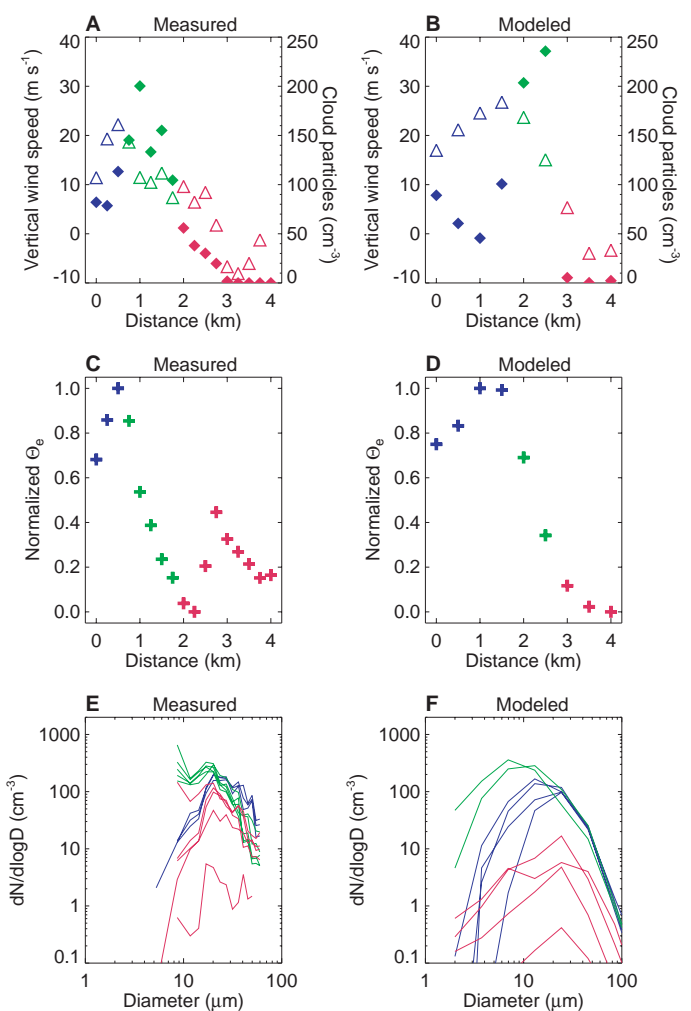 A Measured
B Modeled
40
30
20
10
0
-10
Vertical wind speed (m s⁻¹)
250
200
150
100
50
0
Cloud particles (cm⁻³)
0 1 2 3 4
Distance (km)
40
30
20
10
0
-10
Vertical wind speed (m s⁻¹)
250
200
150
100
50
0
Cloud particles (cm⁻³)
0 1 2 3 4
Distance (km)
C Measured
D Modeled
1.0
0.8
0.6
0.4
0.2
0.0
Normalized Θₑ
0 1 2 3 4
Distance (km)
1.0
0.8
0.6
0.4
0.2
0.0
Normalized Θₑ
0 1 2 3 4
Distance (km)
E Measured
F Modeled
1000
100
10
1
0.1
dN/dlogD (cm⁻³)
1 10 100
Diameter (μm)
1000
100
10
1
0.1
dN/dlogD (cm⁻³)
1 10 100
Diameter (μm)